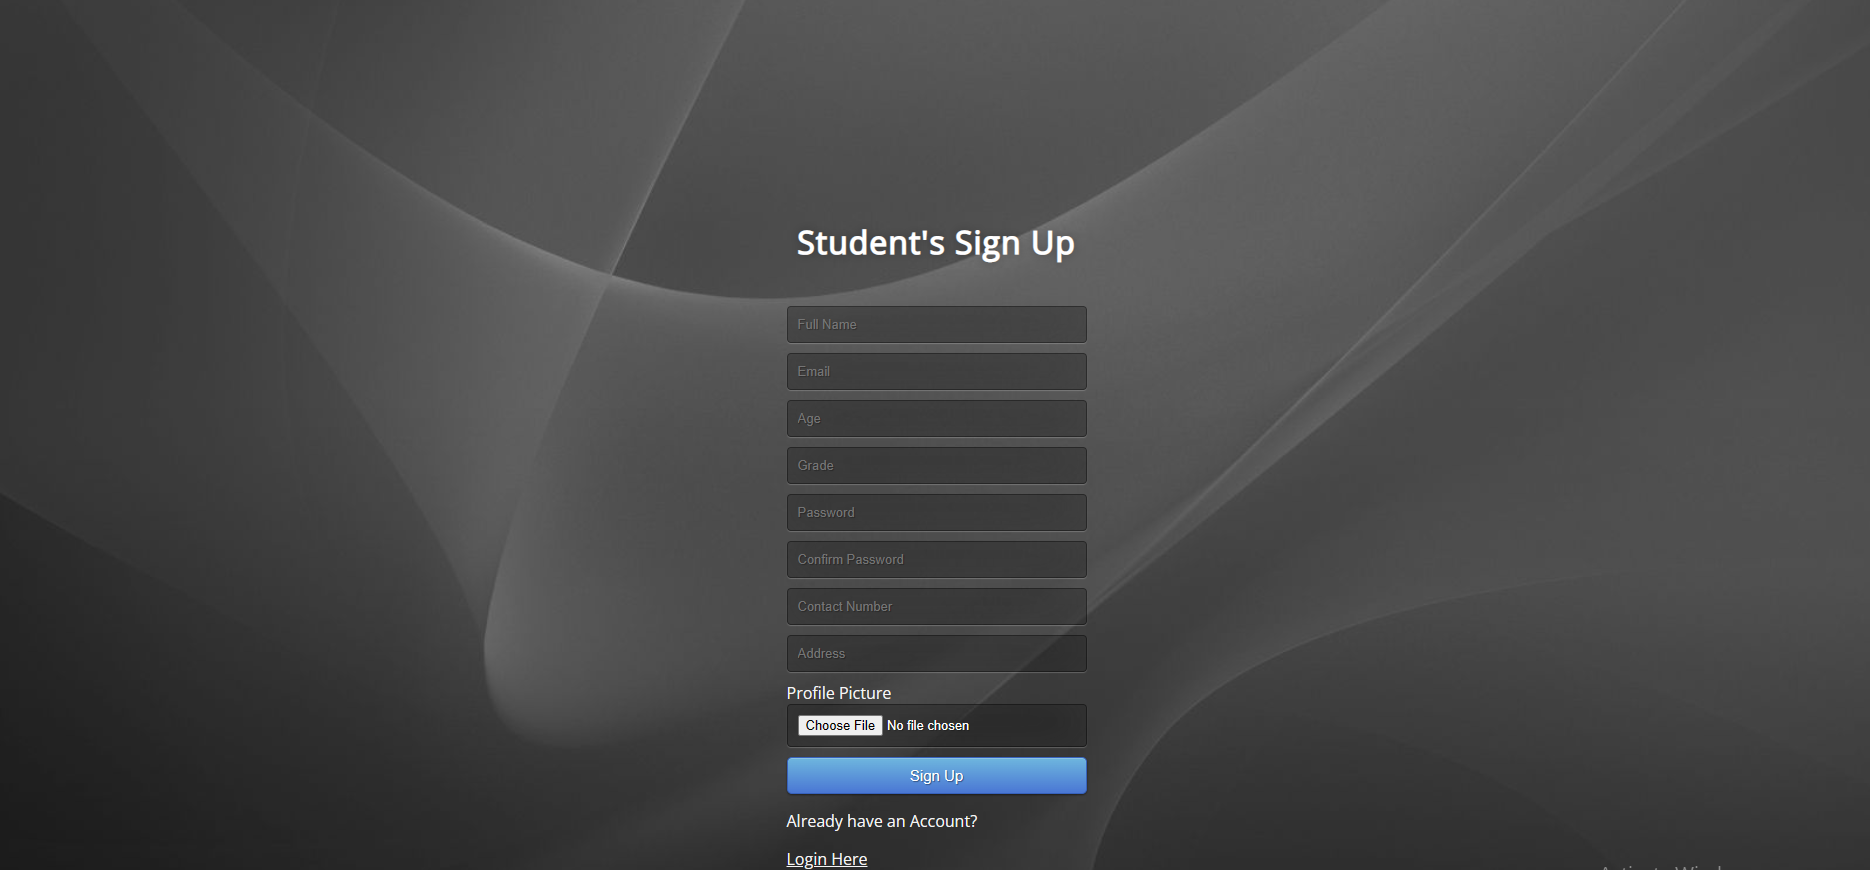 Student's Sign Up
Full Name
Email
Age
Grade
Password
Confirm Password
Contact Number
Address
Profile Picture
Choose File No file chosen
Sign Up
Already have an Account?
Login Here